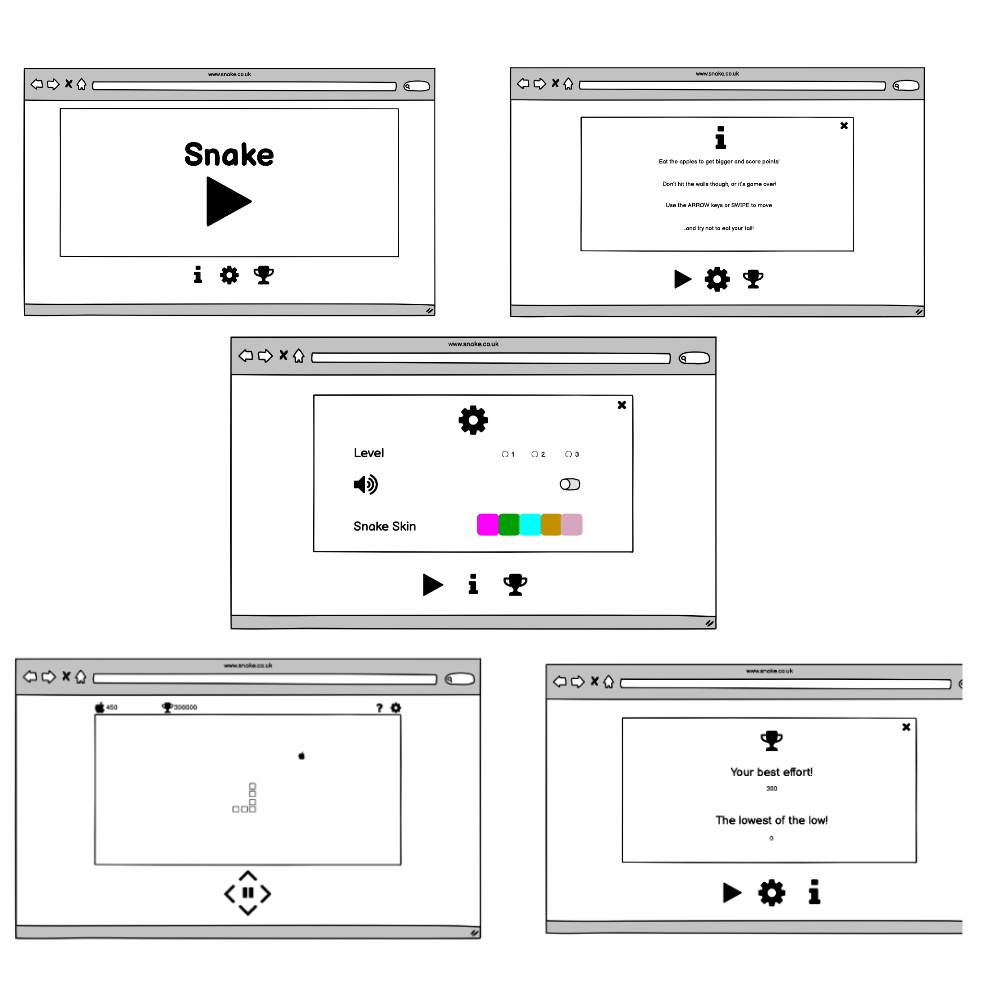 www.snake.co.uk
Snake
www.snake.co.uk
Eat the apples to get bigger and score points!
Don't hit the walls though, or it's game over!
Use the ARROW keys or SWIPE to move
..and try not to eat your tail!
www.snake.co.uk
Level
1 2 3
Snake Skin
www.snake.co.uk
450 300000 ?
www.snake.co.uk
Your best effort!
300
The lowest of the low!
0